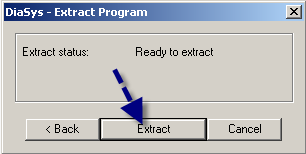 DiaSys - Extract Program
Extract status: Ready to extract
< Back Extract Cancel